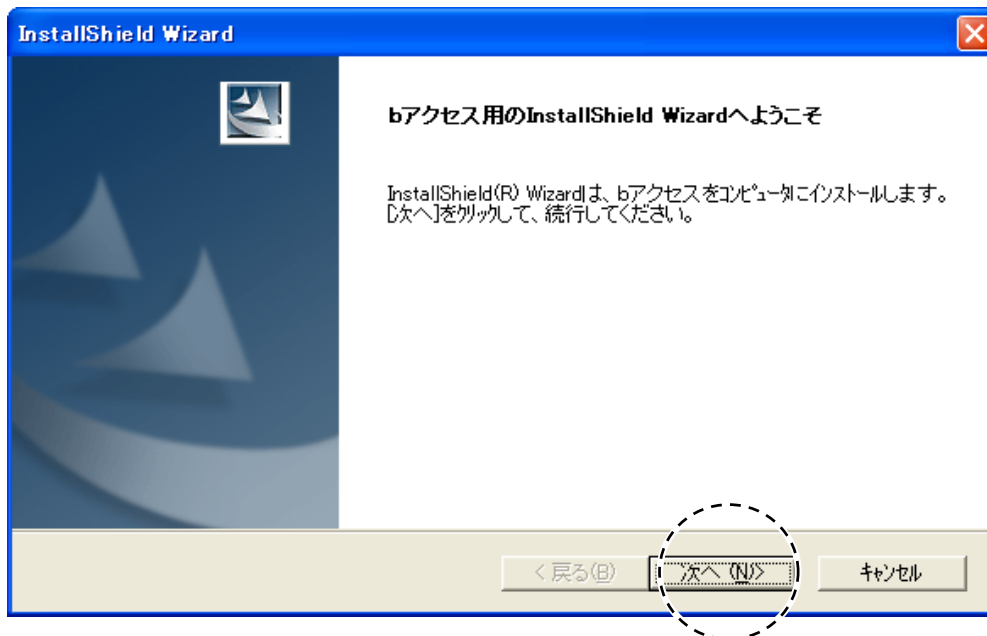 InstallShield Wizard
bアクセス用のInstallShield Wizardへようこそ
InstallShield(R) Wizardは、bアクセスをｺﾝﾋﾟｭｰﾀにｲﾝｽﾄｰﾙします。
[次へ]をｸﾘｯｸして、続行してください。
< 戻る(B)
次へ (N)>
ｷｬﾝｾﾙ